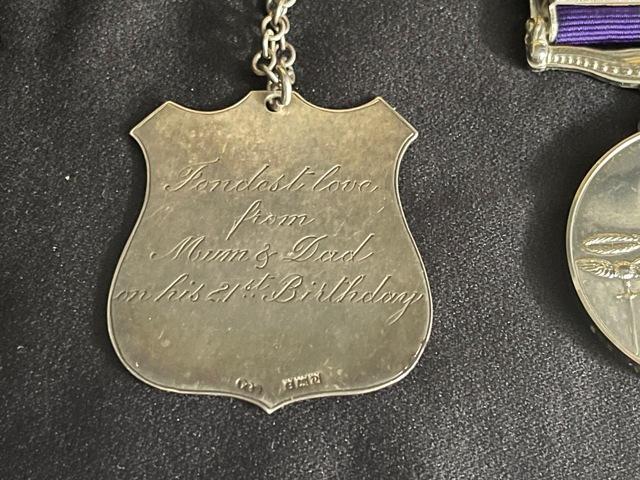 Fondest love
from
Mum & Dad
on his 21st Birthday